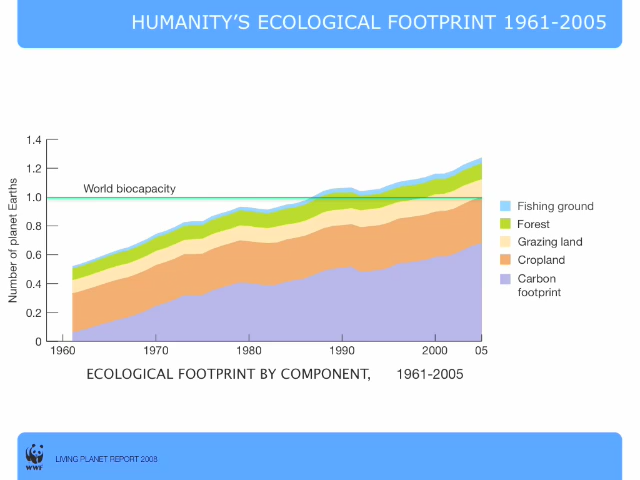 HUMANITY'S ECOLOGICAL FOOTPRINT 1961-2005
Number of planet Earths
1.4
1.2
1.0
0.8
0.6
0.4
0.2
0
World biocapacity
1960 1970 1980 1990 2000 05
Fishing ground
Forest
Grazing land
Cropland
Carbon
footprint
ECOLOGICAL FOOTPRINT BY COMPONENT, 1961-2005
WWF
LIVING PLANET REPORT 2008